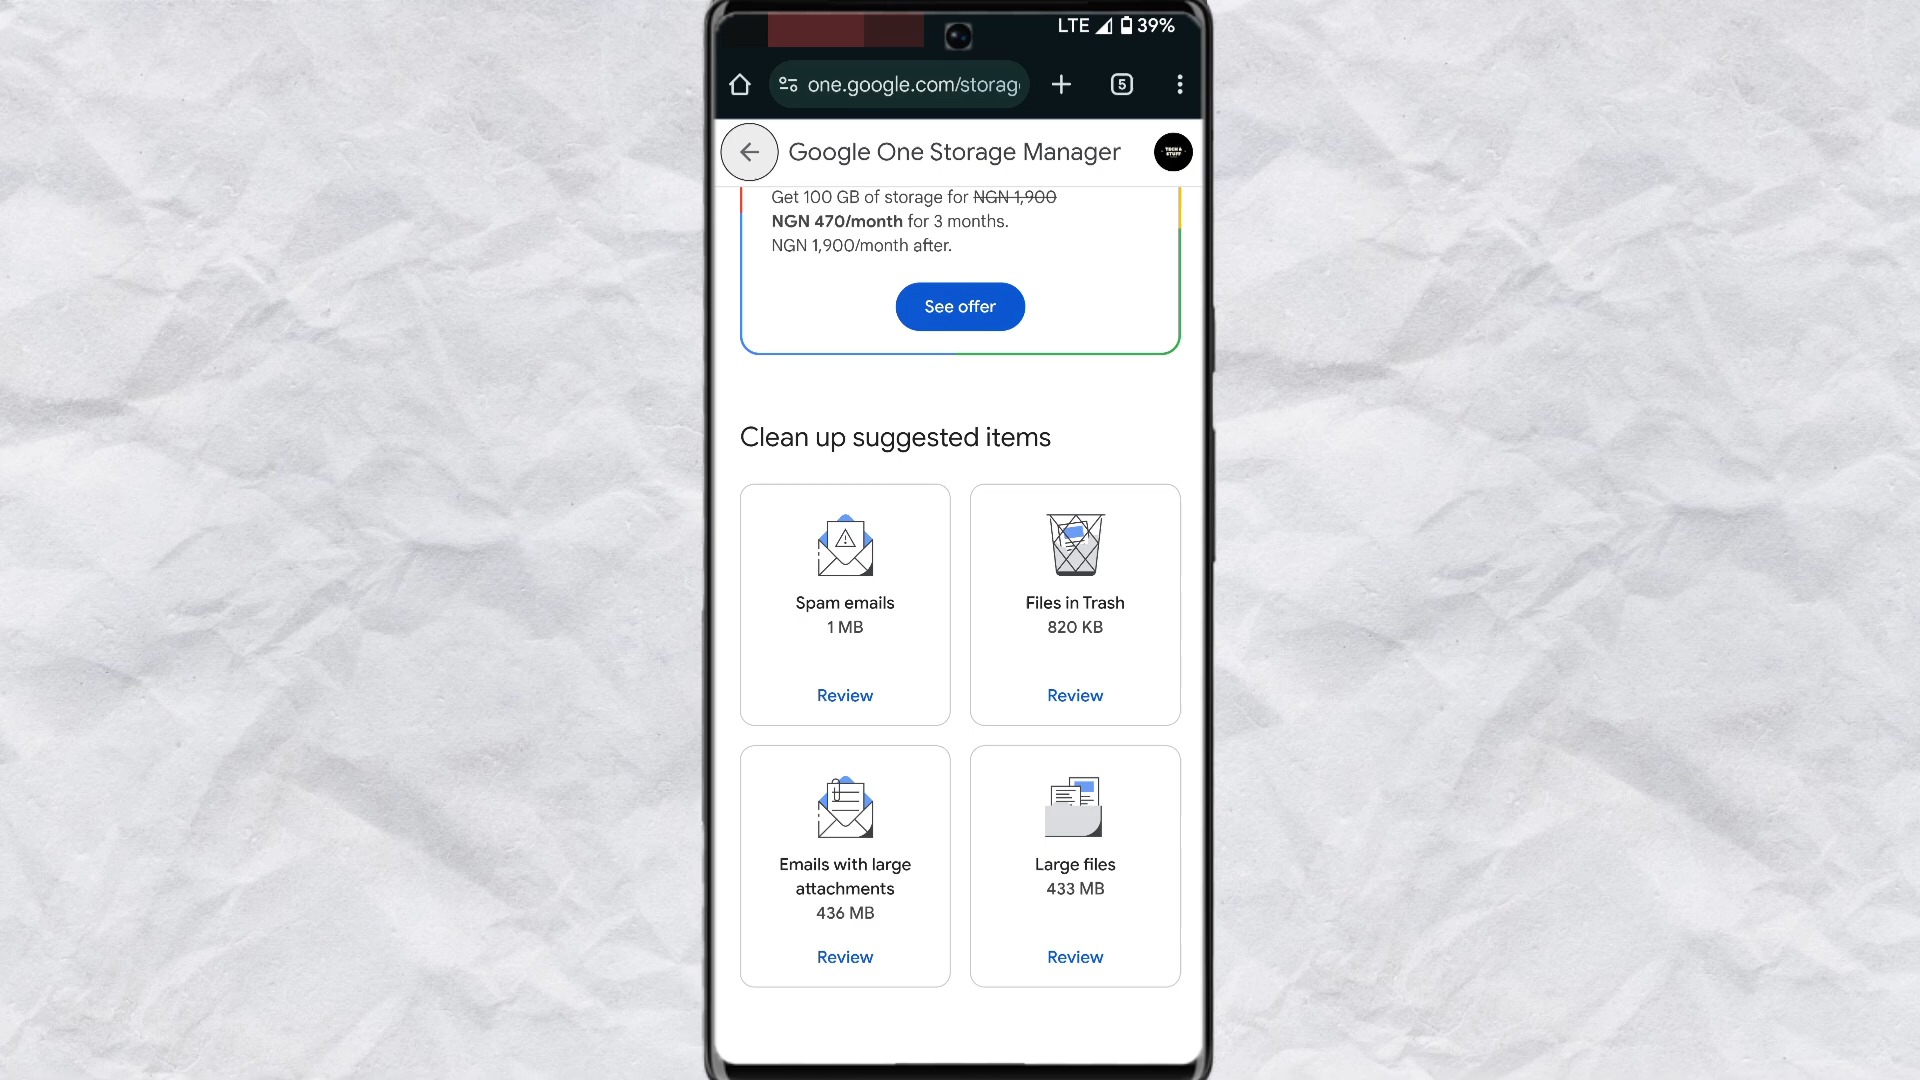 LTE 39%
one.google.com/storag
5
Google One Storage Manager
TECH &
STUFF
Get 100 GB of storage for NGN 1,900
NGN 470/month for 3 months.
NGN 1,900/month after.
See offer
Clean up suggested items
Spam emails
1 MB
Review
Files in Trash
820 KB
Review
Emails with large
attachments
436 MB
Review
Large files
433 MB
Review